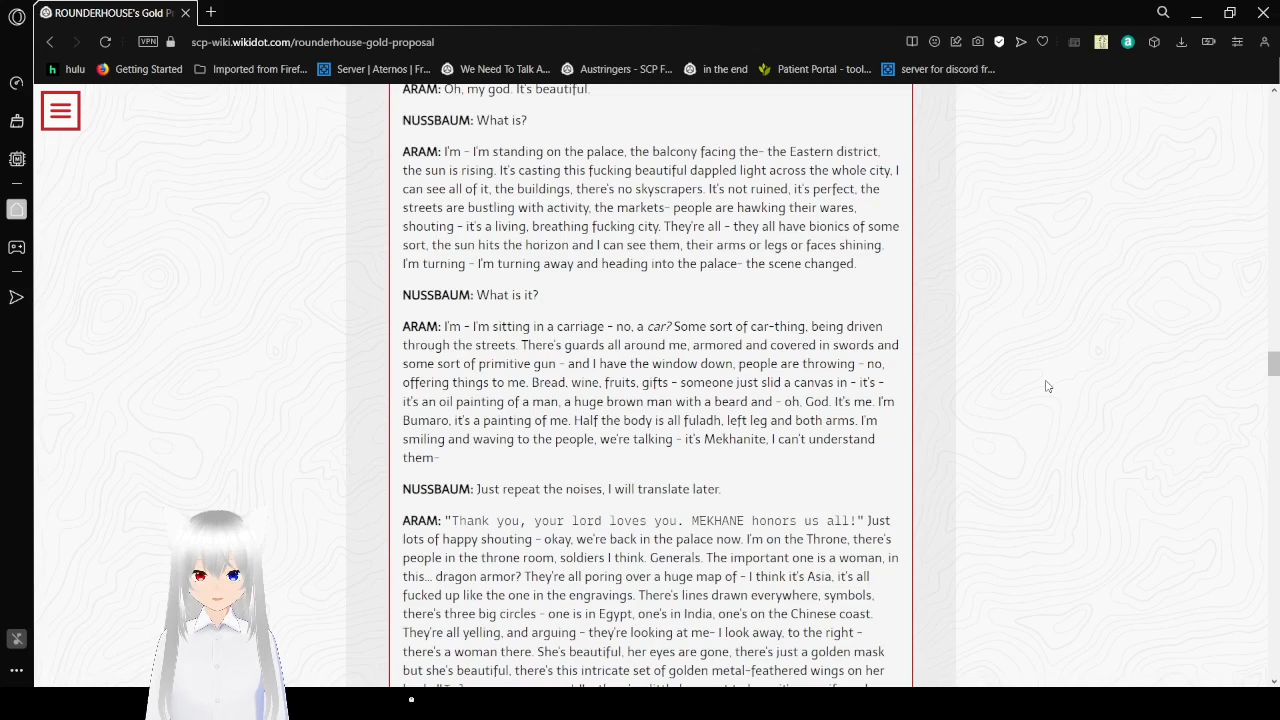 ROUNDERHOUSE's Gold P
VPN scp-wiki.wikidot.com/rounderhouse-gold-proposal
hulu Getting Started Imported from Firef... Server | Aternos | Fr... We Need To Talk A... Austringers - SCP F... in the end Patient Portal - tool... server for discord fr...
ARAM: Oh, my god. It's beautiful.
NUSSBAUM: What is?
ARAM: I'm - I'm standing on the palace, the balcony facing the- the Eastern district,
the sun is rising. It's casting this fucking beautiful dappled light across the whole city, I
can see all of it, the buildings, there's no skyscrapers. It's not ruined, it's perfect, the
streets are bustling with activity, the markets- people are hawking their wares,
shouting - it's a living, breathing fucking city. They're all - they all have bionics of some
sort, the sun hits the horizon and I can see them, their arms or legs or faces shining.
I'm turning - I'm turning away and heading into the palace- the scene changed.
NUSSBAUM: What is it?
ARAM: I'm - I'm sitting in a carriage - no, a car? Some sort of car-thing, being driven
through the streets. There's guards all around me, armored and covered in swords and
some sort of primitive gun - and I have the window down, people are throwing - no,
offering things to me. Bread, wine, fruits, gifts - someone just slid a canvas in - it's -
it's an oil painting of a man, a huge brown man with a beard and - oh, God. It's me. I'm
Bumaro, it's a painting of me. Half the body is all fuladh, left leg and both arms. I'm
smiling and waving to the people, we're talking - it's Mekhanite, I can't understand
them-
NUSSBAUM: Just repeat the noises, I will translate later.
ARAM: "Thank you, your lord loves you. MEKHANE honors us all!" Just
lots of happy shouting - okay, we're back in the palace now. I'm on the Throne, there's
people in the throne room, soldiers I think. Generals. The important one is a woman, in
this... dragon armor? They're all poring over a huge map of - I think it's Asia, it's all
fucked up like the one in the engravings. There's lines drawn everywhere, symbols,
there's three big circles - one is in Egypt, one's in India, one's on the Chinese coast.
They're all yelling, and arguing - they're looking at me- I look away, to the right -
there's a woman there. She's beautiful, her eyes are gone, there's just a golden mask
but she's beautiful, there's this intricate set of golden metal-feathered wings on her